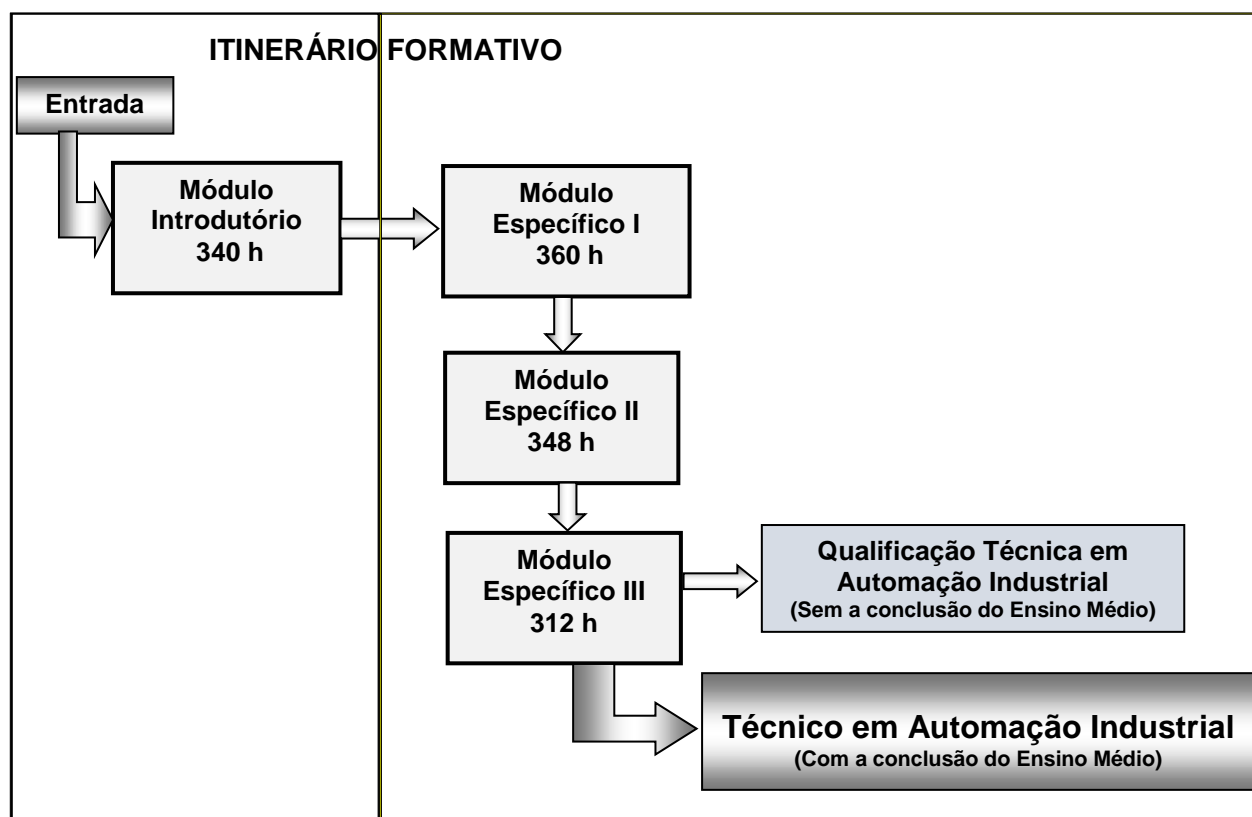 ITINERÁRIO FORMATIVO
Entrada
Módulo
Introdutório
340 h
Módulo
Específico I
360 h
Módulo
Específico II
348 h
Módulo
Específico III
312 h
Qualificação Técnica em
Automação Industrial
(Sem a conclusão do Ensino Médio)
Técnico em Automação Industrial
(Com a conclusão do Ensino Médio)